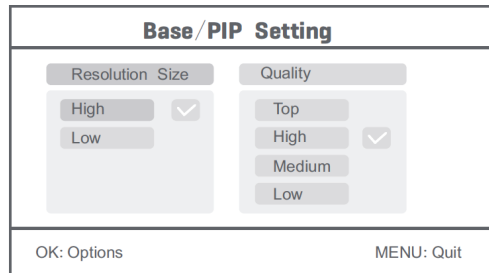 Base/PIP Setting
Resolution Size
High
Low
Quality
Top
High
Medium
Low
OK: Options
MENU: Quit